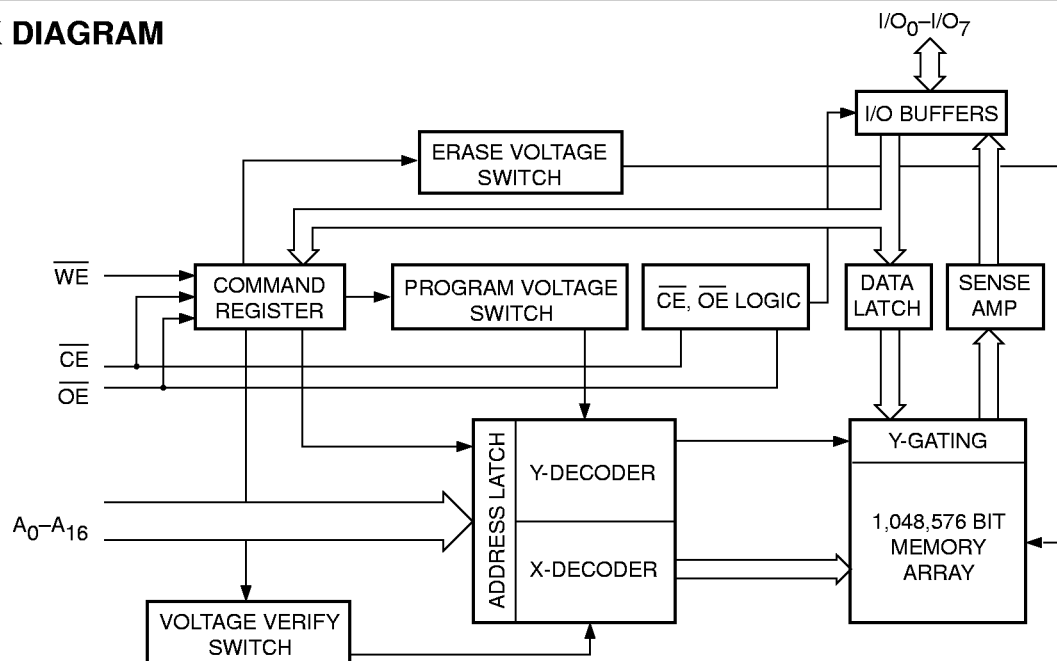 DIAGRAM
I/O0–I/O7
I/O BUFFERS
ERASE VOLTAGE
SWITCH
WE
COMMAND
REGISTER
PROGRAM VOLTAGE
SWITCH
CE, OE LOGIC
DATA
LATCH
SENSE
AMP
CE
OE
ADDRESS LATCH
Y-DECODER
Y-GATING
A0–A16
1,048,576 BIT
MEMORY
ARRAY
X-DECODER
VOLTAGE VERIFY
SWITCH